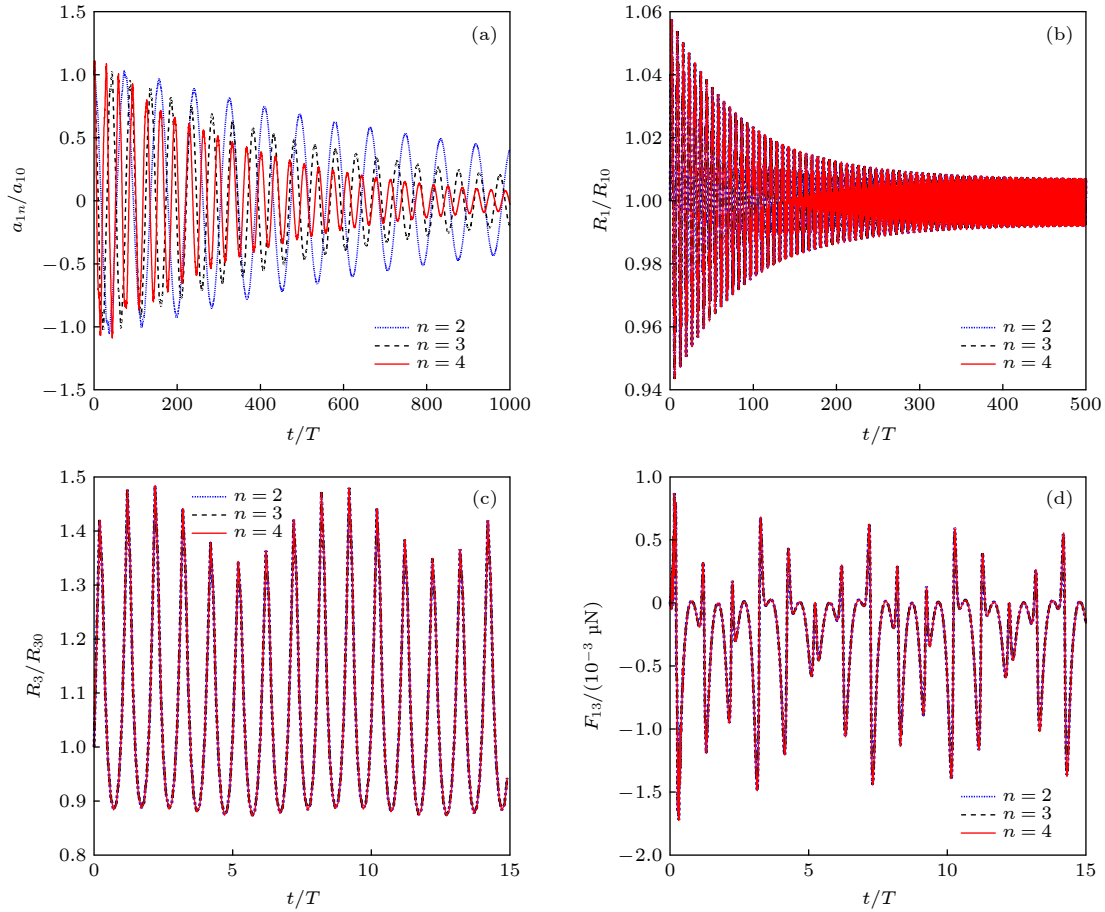 (a)
1.5
1.0
0.5
0
−0.5
−1.0
−1.5
a1n/a10
n = 2
n = 3
n = 4
0 200 400 600 800 1000
t/T
(b)
1.06
1.04
1.02
1.00
0.98
0.96
0.94
R1/R10
n = 2
n = 3
n = 4
0 100 200 300 400 500
t/T
(c)
1.5
1.4
1.3
1.2
1.1
1.0
0.9
0.8
R3/R30
n = 2
n = 3
n = 4
0 5 10 15
t/T
(d)
1.0
0.5
0
−0.5
−1.0
−1.5
−2.0
F13/(10−3 μN)
n = 2
n = 3
n = 4
0 5 10 15
t/T